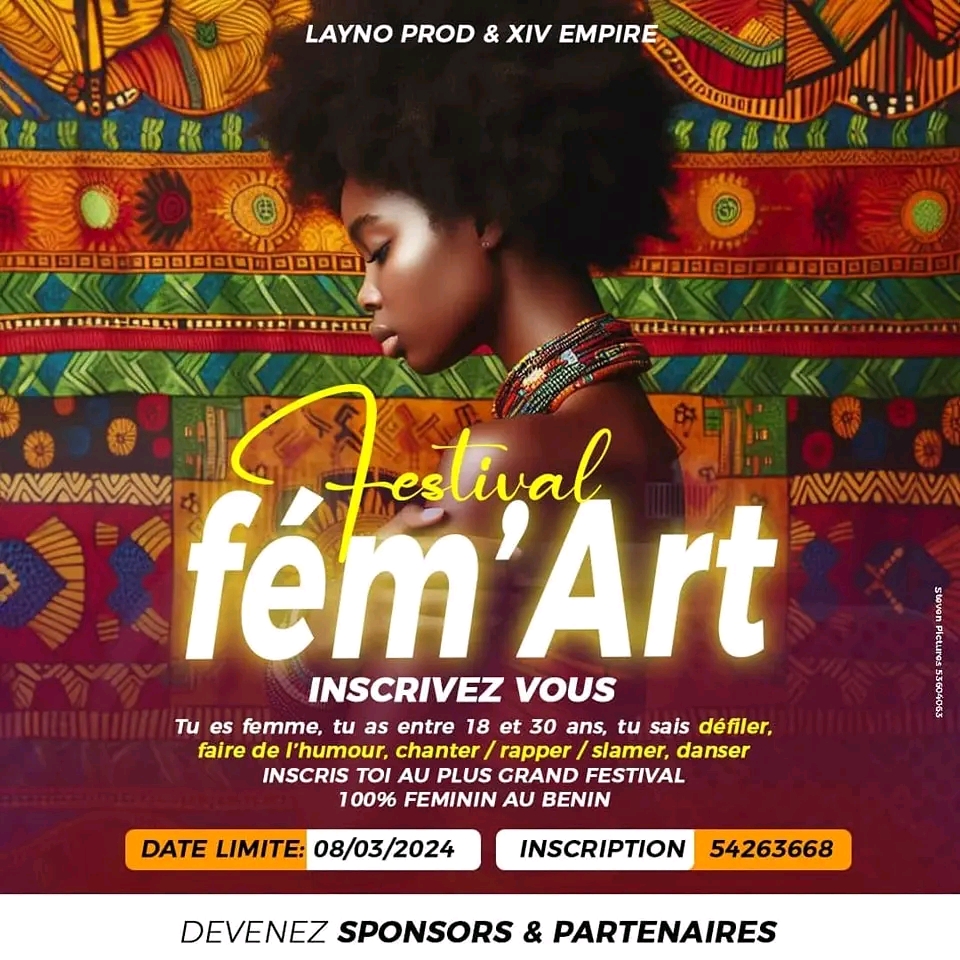 LAYNO PROD & XIV EMPIRE
Festival
fém'Art
INSCRIVEZ VOUS
Tu es femme, tu as entre 18 et 30 ans, tu sais défiler,
faire de l'humour, chanter / rapper / slamer, danser
INSCRIS TOI AU PLUS GRAND FESTIVAL
100% FEMININ AU BENIN
DATE LIMITE: 08/03/2024
INSCRIPTION 54263668
DEVENEZ SPONSORS & PARTENAIRES
Steven Pictures 53604063